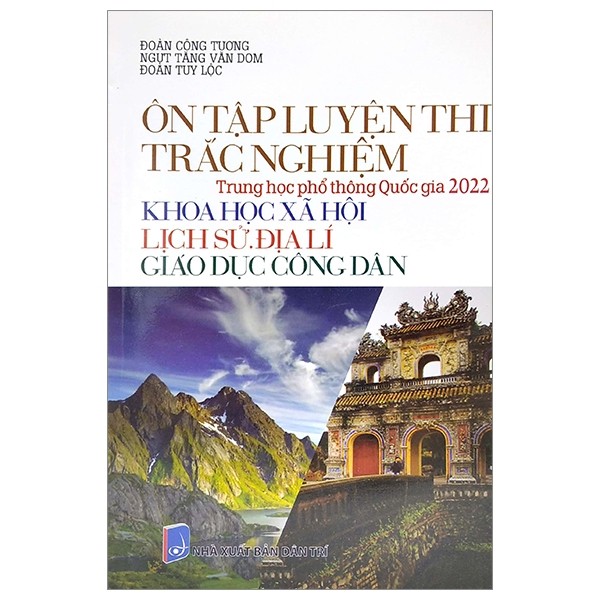 ĐOÀN CÔNG TƯƠNG
NGỤT TĂNG VĂN DOM
ĐOÀN TUY LỘC
ÔN TẬP LUYỆN THI
TRẮC NGHIỆM
Trung học phổ thông Quốc gia 2022
KHOA HỌC XÃ HỘI
LỊCH SỬ.ĐỊA LÍ
GIÁO DỤC CÔNG DÂN
NHÀ XUẤT BẢN DÂN TRÍ